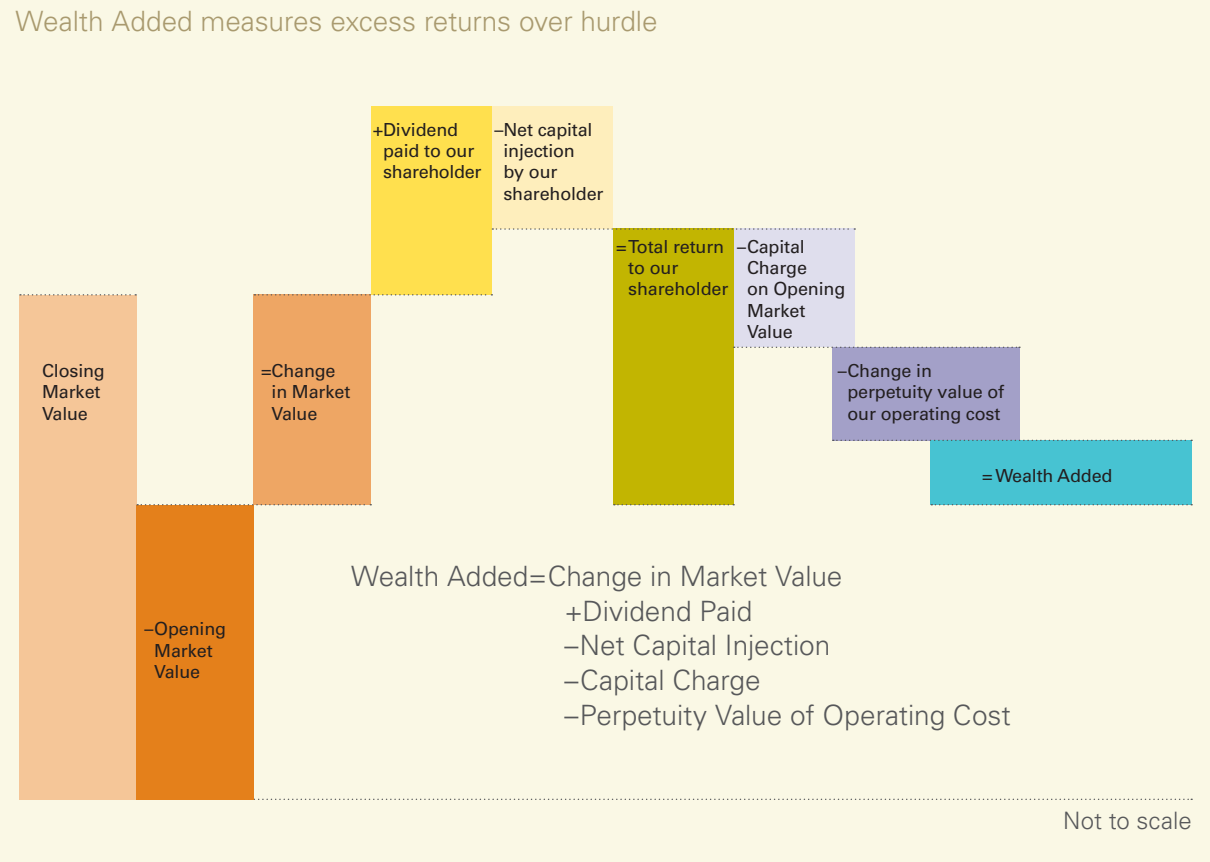 Wealth Added measures excess returns over hurdle
+Dividend
paid to our
shareholder
–Net capital
injection
by our
shareholder
=Total return
to our
shareholder
–Capital
Charge
on Opening
Market
Value
Closing
Market
Value
=Change
in Market
Value
–Change in
perpetuity value of
our operating cost
=Wealth Added
–Opening
Market
Value
Wealth Added=Change in Market Value
+Dividend Paid
–Net Capital Injection
–Capital Charge
–Perpetuity Value of Operating Cost
Not to scale